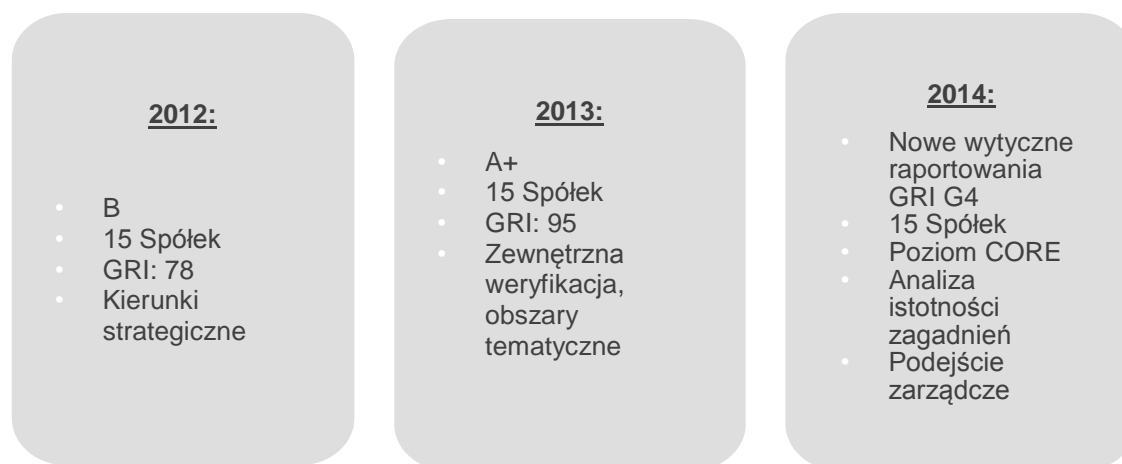 2012:
• B
• 15 Spółek
• GRI: 78
• Kierunki
strategiczne
2013:
• A+
• 15 Spółek
• GRI: 95
• Zewnętrzna
weryfikacja,
obszary
tematyczne
2014:
• Nowe wytyczne
raportowania
GRI G4
• 15 Spółek
• Poziom CORE
• Analiza
istotności
zagadnień
• Podejście
zarządcze